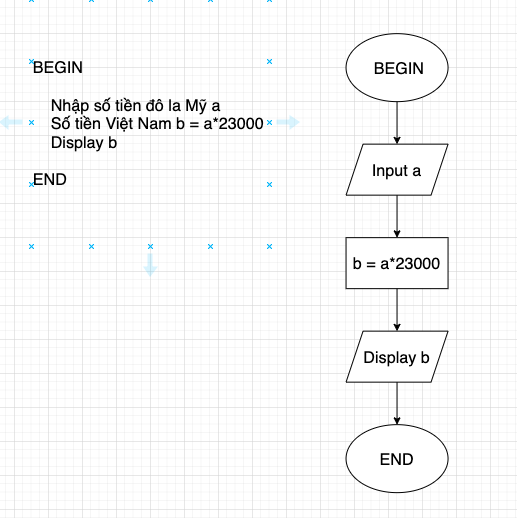 BEGIN
Nhập số tiền đô la Mỹ a
Số tiền Việt Nam b = a*23000
Display b
END
BEGIN
Input a
b = a*23000
Display b
END